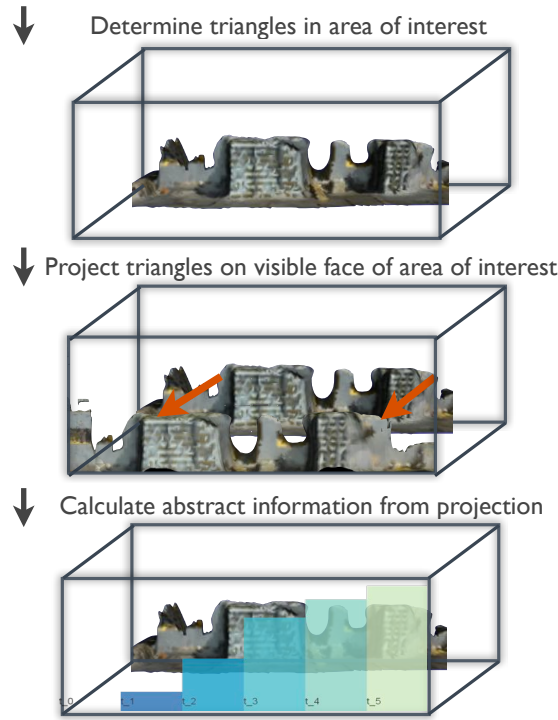 Determine triangles in area of interest
Project triangles on visible face of area of interest
Calculate abstract information from projection
t_0 t_1 t_2 t_3 t_4 t_5